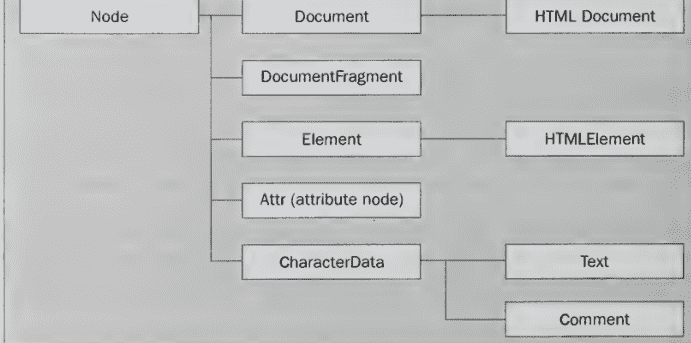 Node
Document
HTML Document
DocumentFragment
Element
HTMLElement
Attr (attribute node)
CharacterData
Text
Comment